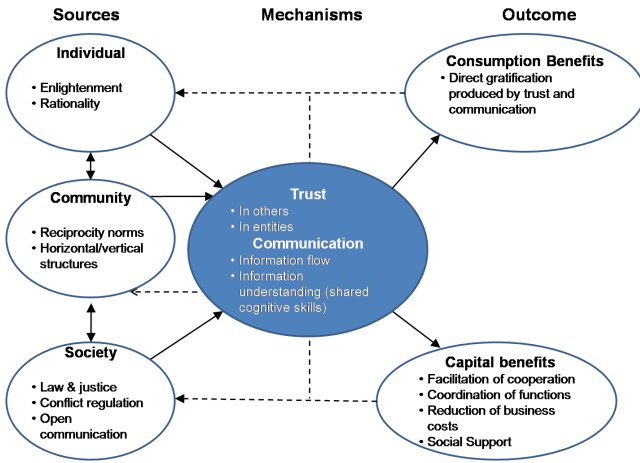 Sources
Mechanisms
Outcome
Individual
• Enlightenment
• Rationality
Community
• Reciprocity norms
• Horizontal/vertical
structures
Society
• Law & justice
• Conflict regulation
• Open
communication
Trust
• In others
• In entities
Communication
• Information flow
• Information
understanding (shared
cognitive skills)
Consumption Benefits
• Direct gratification
produced by trust and
communication
Capital benefits
• Facilitation of cooperation
• Coordination of functions
• Reduction of business
costs
• Social Support